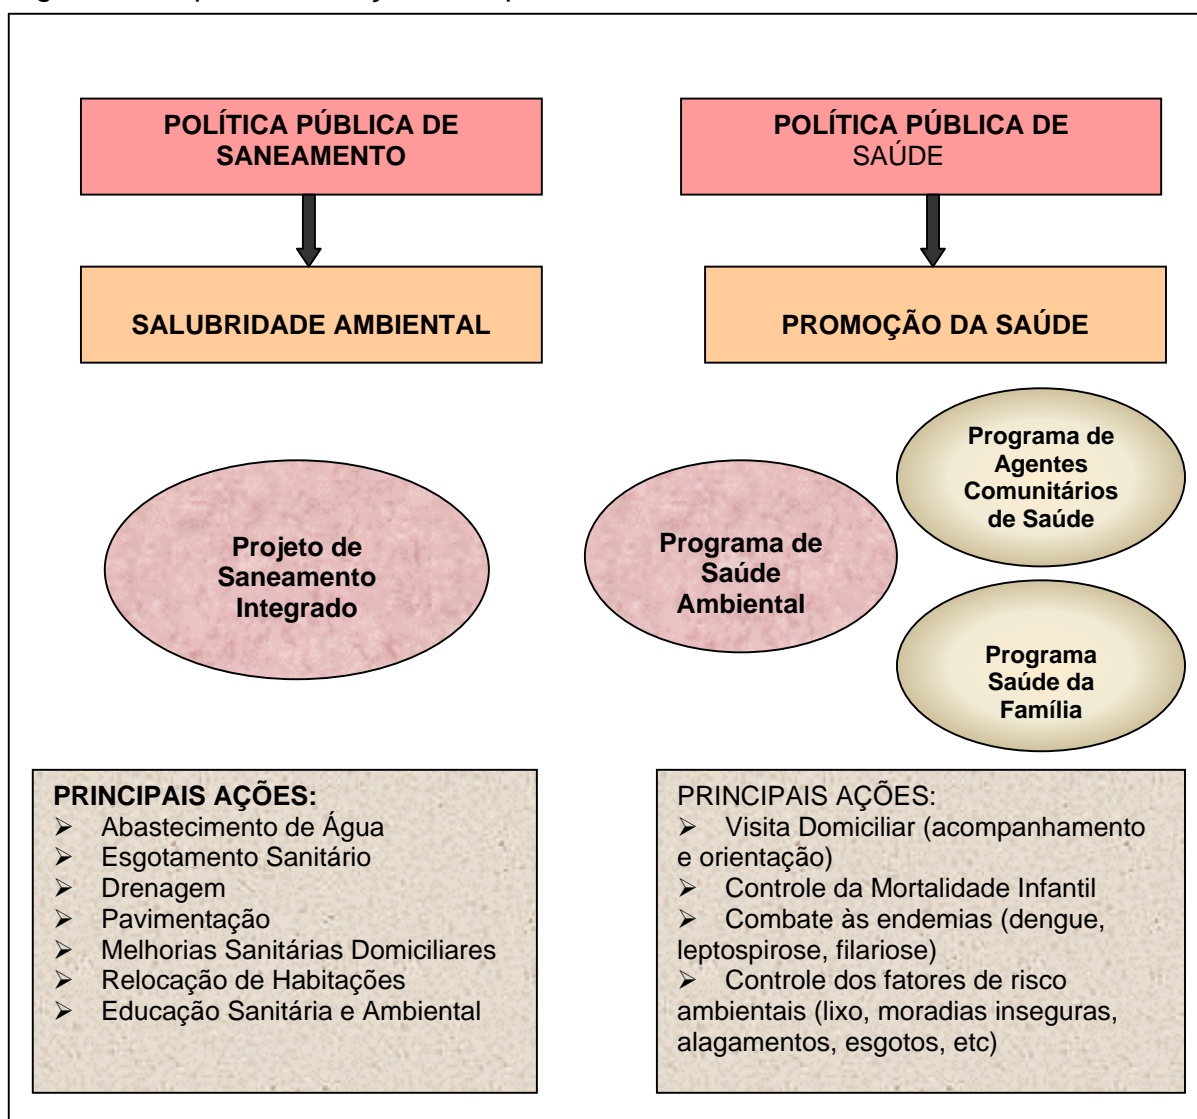 POLÍTICA PÚBLICA DE
SANEAMENTO
POLÍTICA PÚBLICA DE
SAÚDE
SALUBRIDADE AMBIENTAL
PROMOÇÃO DA SAÚDE
Projeto de
Saneamento
Integrado
Programa de
Saúde
Ambiental
Programa de
Agentes
Comunitários
de Saúde
Programa
Saúde da
Família
PRINCIPAIS AÇÕES:
➢ Abastecimento de Água
➢ Esgotamento Sanitário
➢ Drenagem
➢ Pavimentação
➢ Melhorias Sanitárias Domiciliares
➢ Relocação de Habitações
➢ Educação Sanitária e Ambiental
PRINCIPAIS AÇÕES:
➢ Visita Domiciliar (acompanhamento
e orientação)
➢ Controle da Mortalidade Infantil
➢ Combate às endemias (dengue,
leptospirose, filariose)
➢ Controle dos fatores de risco
ambientais (lixo, moradias inseguras,
alagamentos, esgotos, etc)